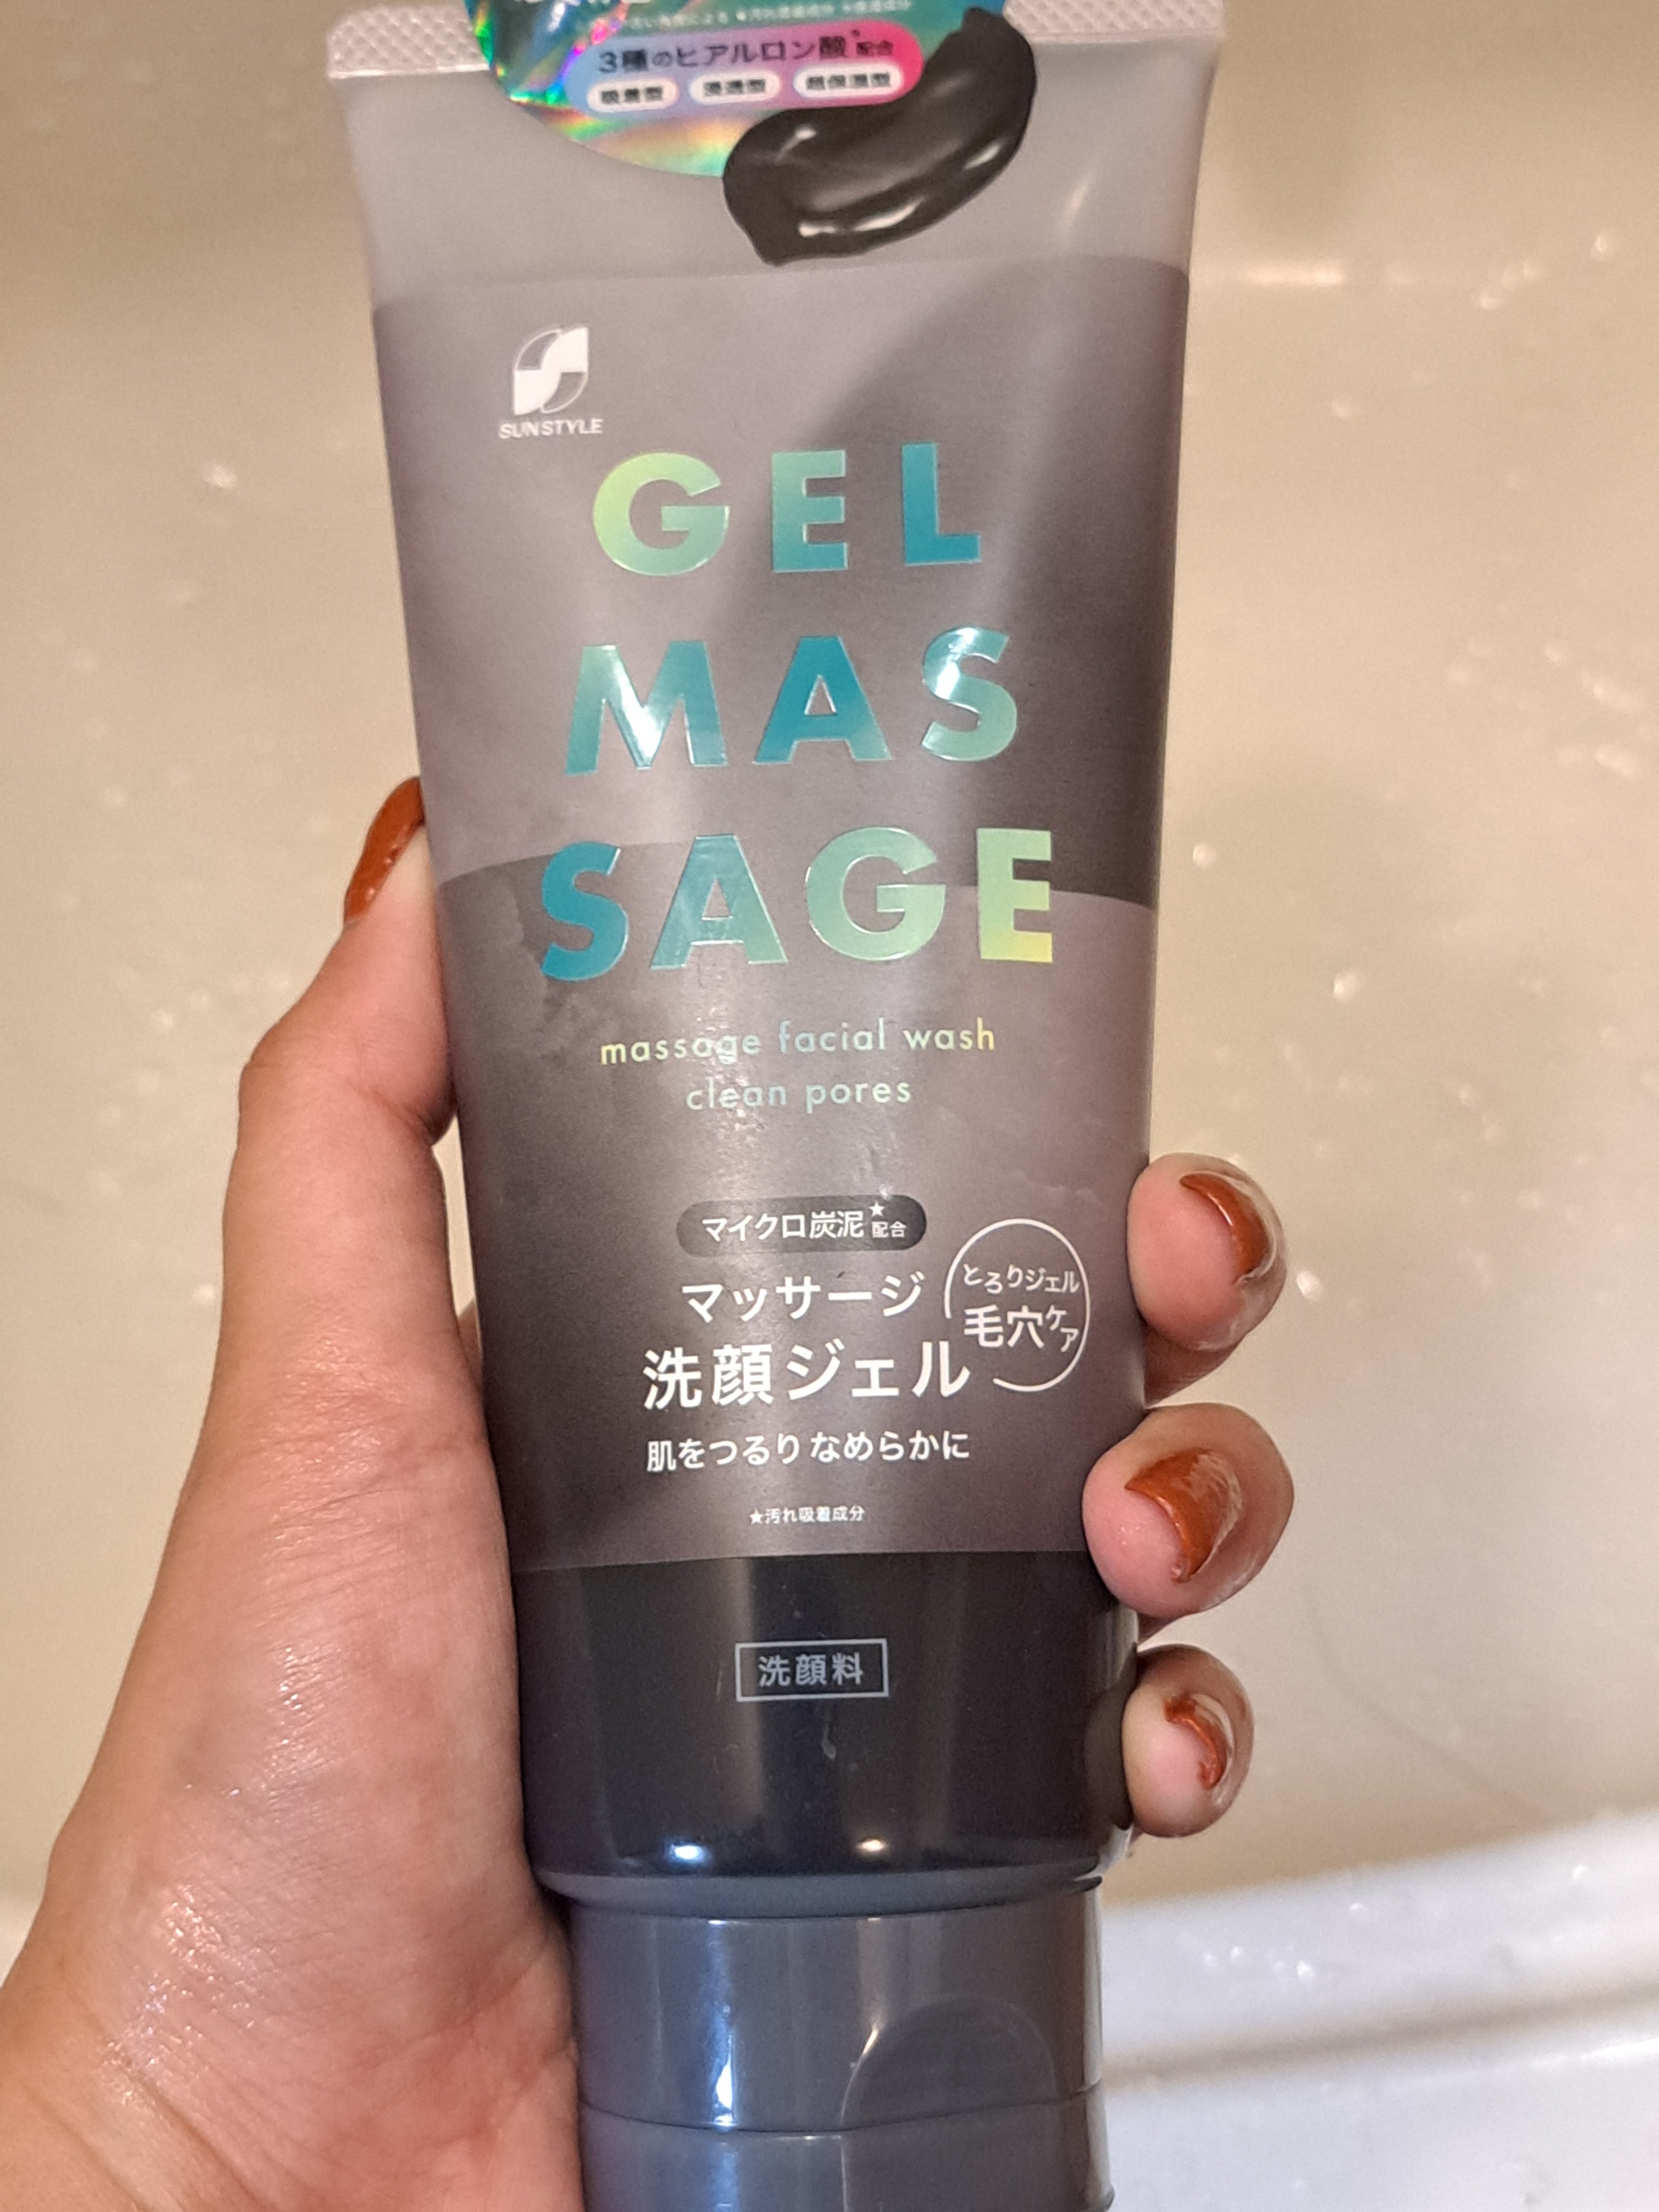 3種のヒアルロン酸*配合
吸着型 浸透型 超保湿型
SUNSTYLE
GEL
MAS
SAGE
massage facial wash
clean pores
マイクロ炭泥★配合
とろりジェル
毛穴ケア
マッサージ
洗顔ジェル
肌をつるりなめらかに
★汚れ吸着成分
洗顔料